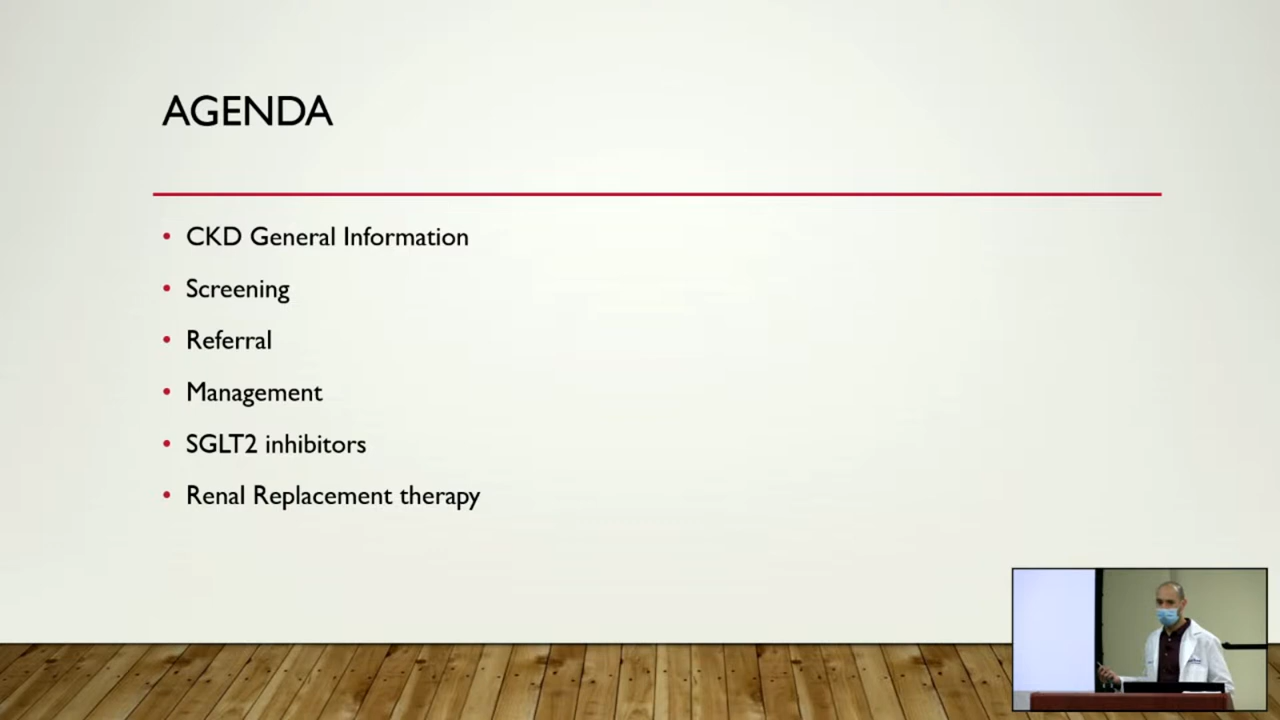 AGENDA
CKD General Information
Screening
Referral
Management
SGLT2 inhibitors
Renal Replacement therapy